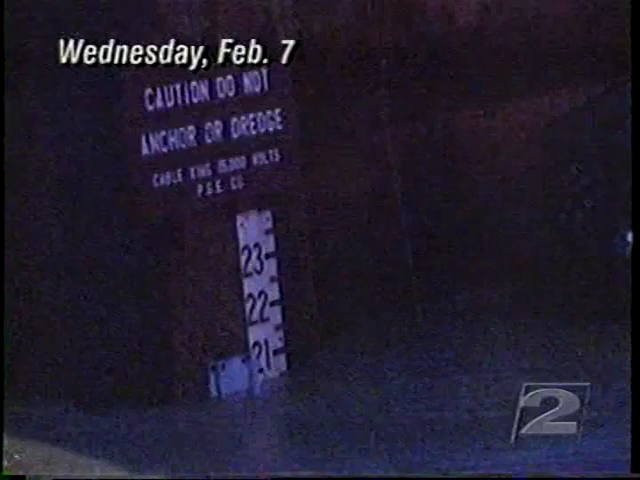 Wednesday, Feb. 7
CAUTION DO NOT
ANCHOR OR DREDGE
CABLE XING 15,000 VOLTS
P.G.E. CO.
23
22
21
2